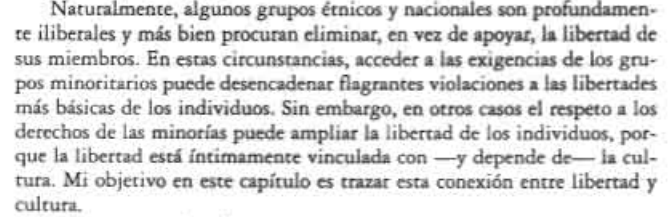 Naturalmente, algunos grupos étnicos y nacionales son profundamen-
te iliberales y más bien procuran eliminar, en vez de apoyar, la libertad de
sus miembros. En estas circunstancias, acceder a las exigencias de los gru-
pos minoritarios puede desencadenar flagrantes violaciones a las libertades
más básicas de los individuos. Sin embargo, en otros casos el respeto a los
derechos de las minorías puede ampliar la libertad de los individuos, por-
que la libertad está íntimamente vinculada con —y depende de— la cul-
tura. Mi objetivo en este capítulo es trazar esta conexión entre libertad y
cultura.